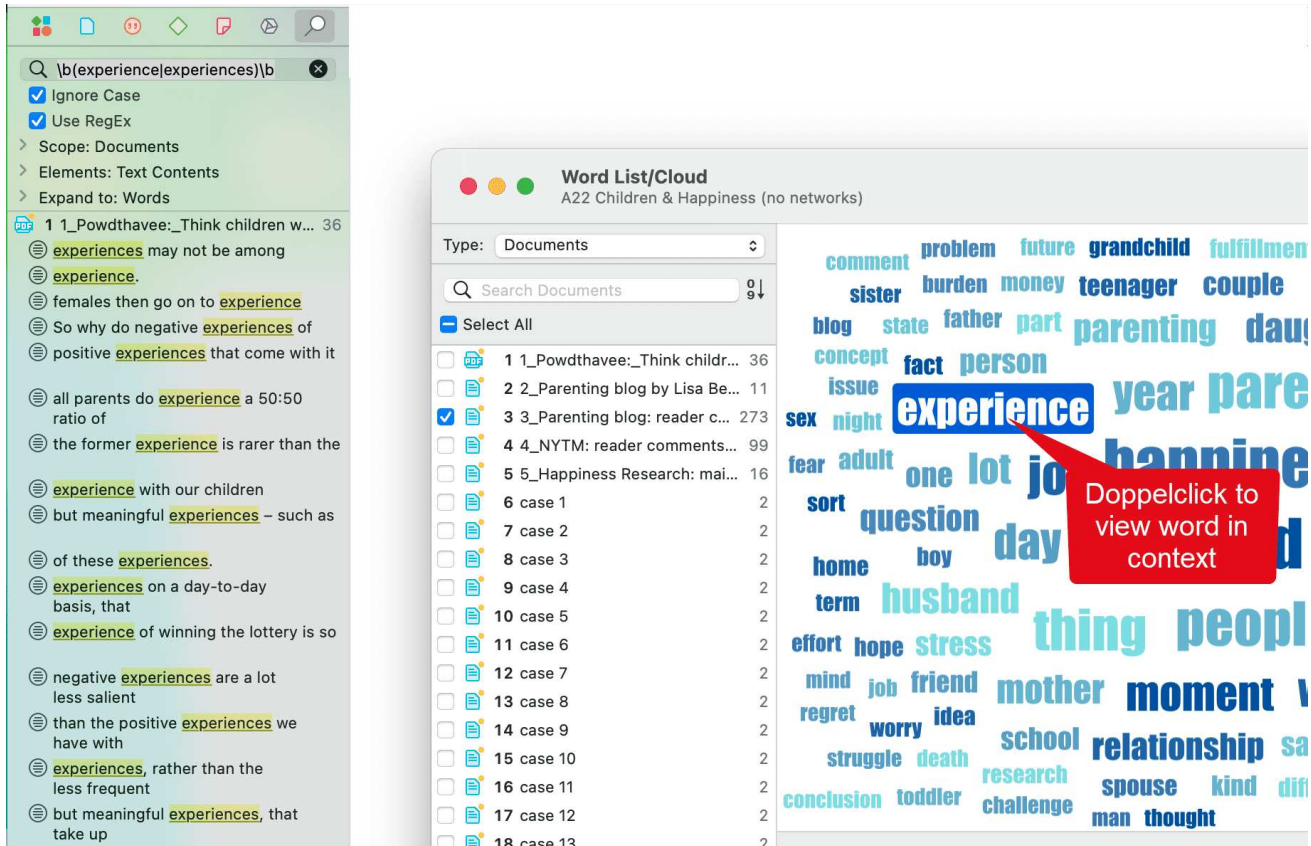 \b(experience|experiences)\b
Ignore Case
Use RegEx
Scope: Documents
Elements: Text Contents
Expand to: Words
1 1_Powdthavee:_Think children w... 36
experiences may not be among
experience.
females then go on to experience
So why do negative experiences of
positive experiences that come with it
all parents do experience a 50:50
ratio of
the former experience is rarer than the
experience with our children
but meaningful experiences – such as
of these experiences.
experiences on a day-to-day
basis, that
experience of winning the lottery is so
negative experiences are a lot
less salient
than the positive experiences we
have with
experiences, rather than the
less frequent
but meaningful experiences, that
take up
Word List/Cloud
A22 Children & Happiness (no networks)
Type: Documents
Search Documents
Select All
1 1_Powdthavee:_Think childr... 36
2 2_Parenting blog by Lisa Be... 11
3 3_Parenting blog: reader c... 273
4 4_NYTM: reader comments... 99
5 5_Happiness Research: mai... 16
6 case 1 2
7 case 2 2
8 case 3 2
9 case 4 2
10 case 5 2
11 case 6 2
12 case 7 2
13 case 8 2
14 case 9 2
15 case 10 2
16 case 11 2
17 case 12 2
18 case 13 2
comment problem future grandchild fulfillmen
sister burden money teenager couple
blog state father part parenting daug
concept fact person
issue experience year pare
sex night
fear adult one lot jo happine
sort question day d
Doppelclick to
view word in
context
home boy
term husband thing peopl
effort hope stress
mind job friend mother moment
regret worry idea
struggle death school relationship sa
research spouse kind diff
conclusion toddler challenge man thought